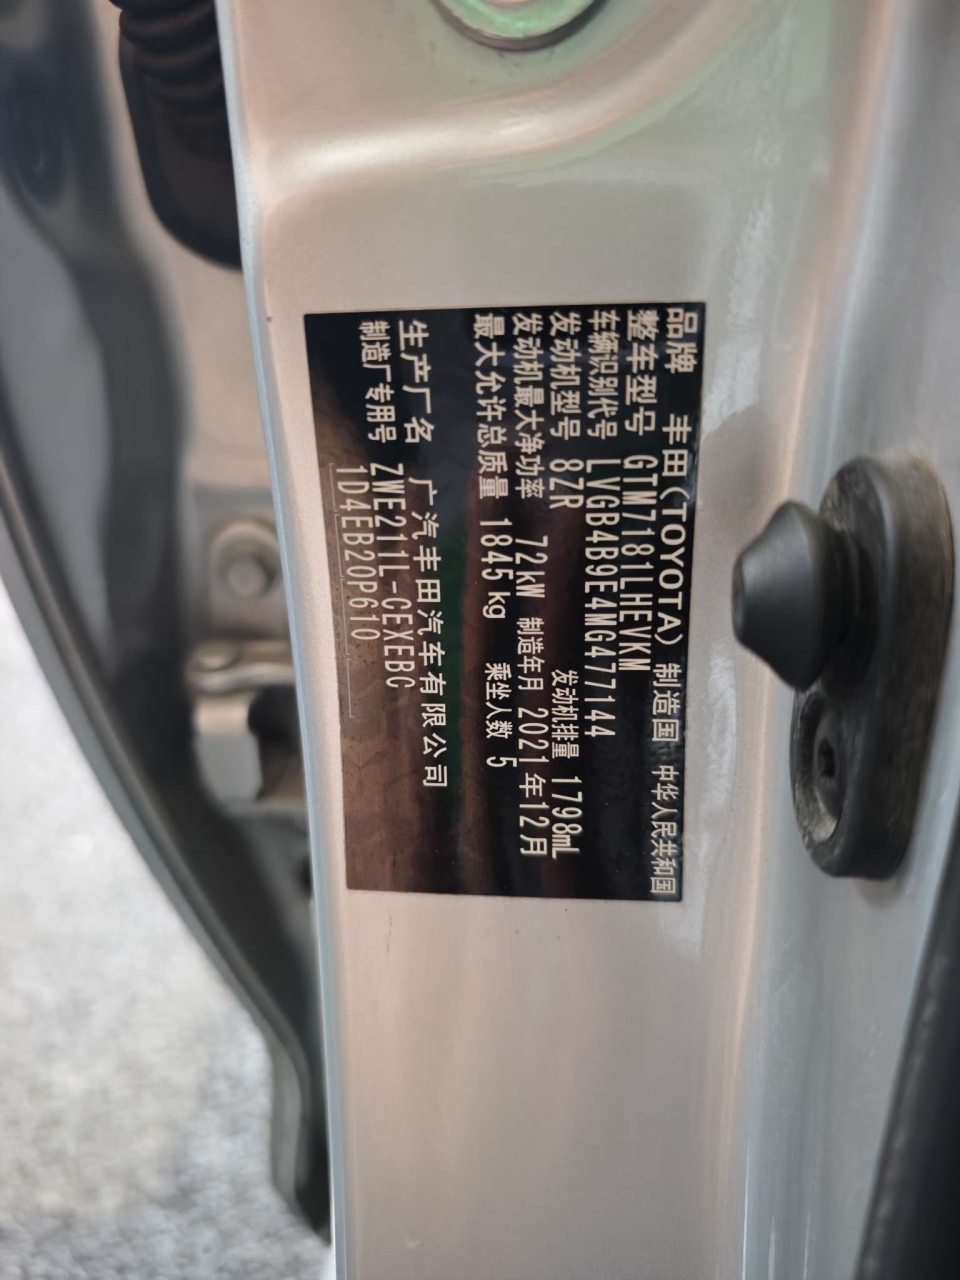 品牌 丰田(TOYOTA) 制造国 中华人民共和国
整车型号 GTM7181LHEVKM
车辆识别代号 LVGB4B9E4MG477144
发动机型号 8ZR 发动机排量 1798mL
发动机最大净功率 72kW 制造年月 2021年12月
最大允许总质量 1845kg 乘坐人数 5
生产厂名 广汽丰田汽车有限公司
制造厂专用号 ZWE211L-CEXEBC
1D4EB20P610